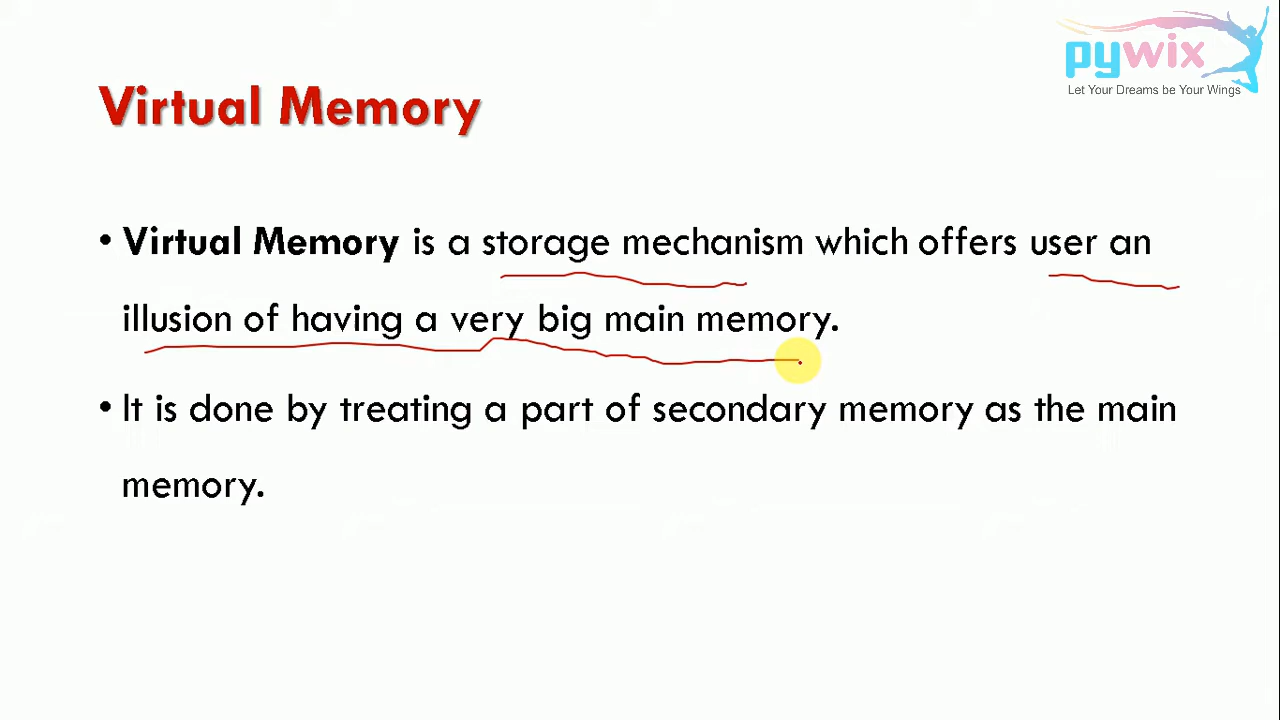 pywix
Let Your Dreams be Your Wings
Virtual Memory
• Virtual Memory is a storage mechanism which offers user an
illusion of having a very big main memory.
• It is done by treating a part of secondary memory as the main
memory.